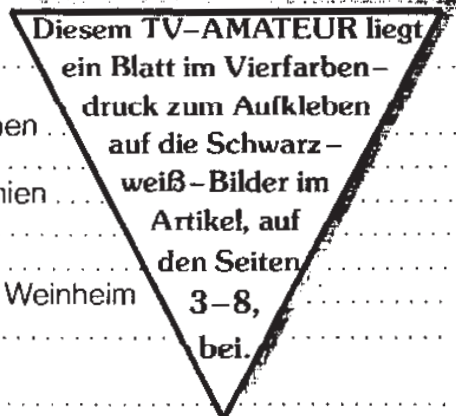 Diesem TV-AMATEUR liegt
ein Blatt im Vierfarben-
druck zum Aufkleben
auf die Schwarz-
weiß-Bilder im
Artikel, auf
den Seiten
3-8,
bei.
Weinheim